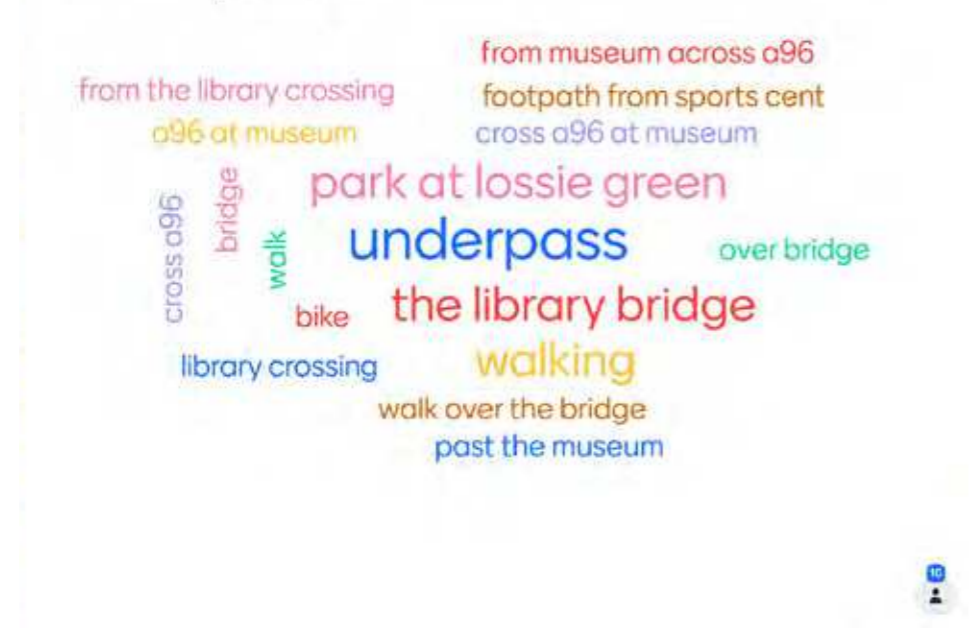 from museum across a96
from the library crossing
footpath from sports cent
a96 at museum
cross a96 at museum
park at lossie green
bridge
cross a96
walk
underpass
over bridge
the library bridge
bike
walking
library crossing
walk over the bridge
past the museum